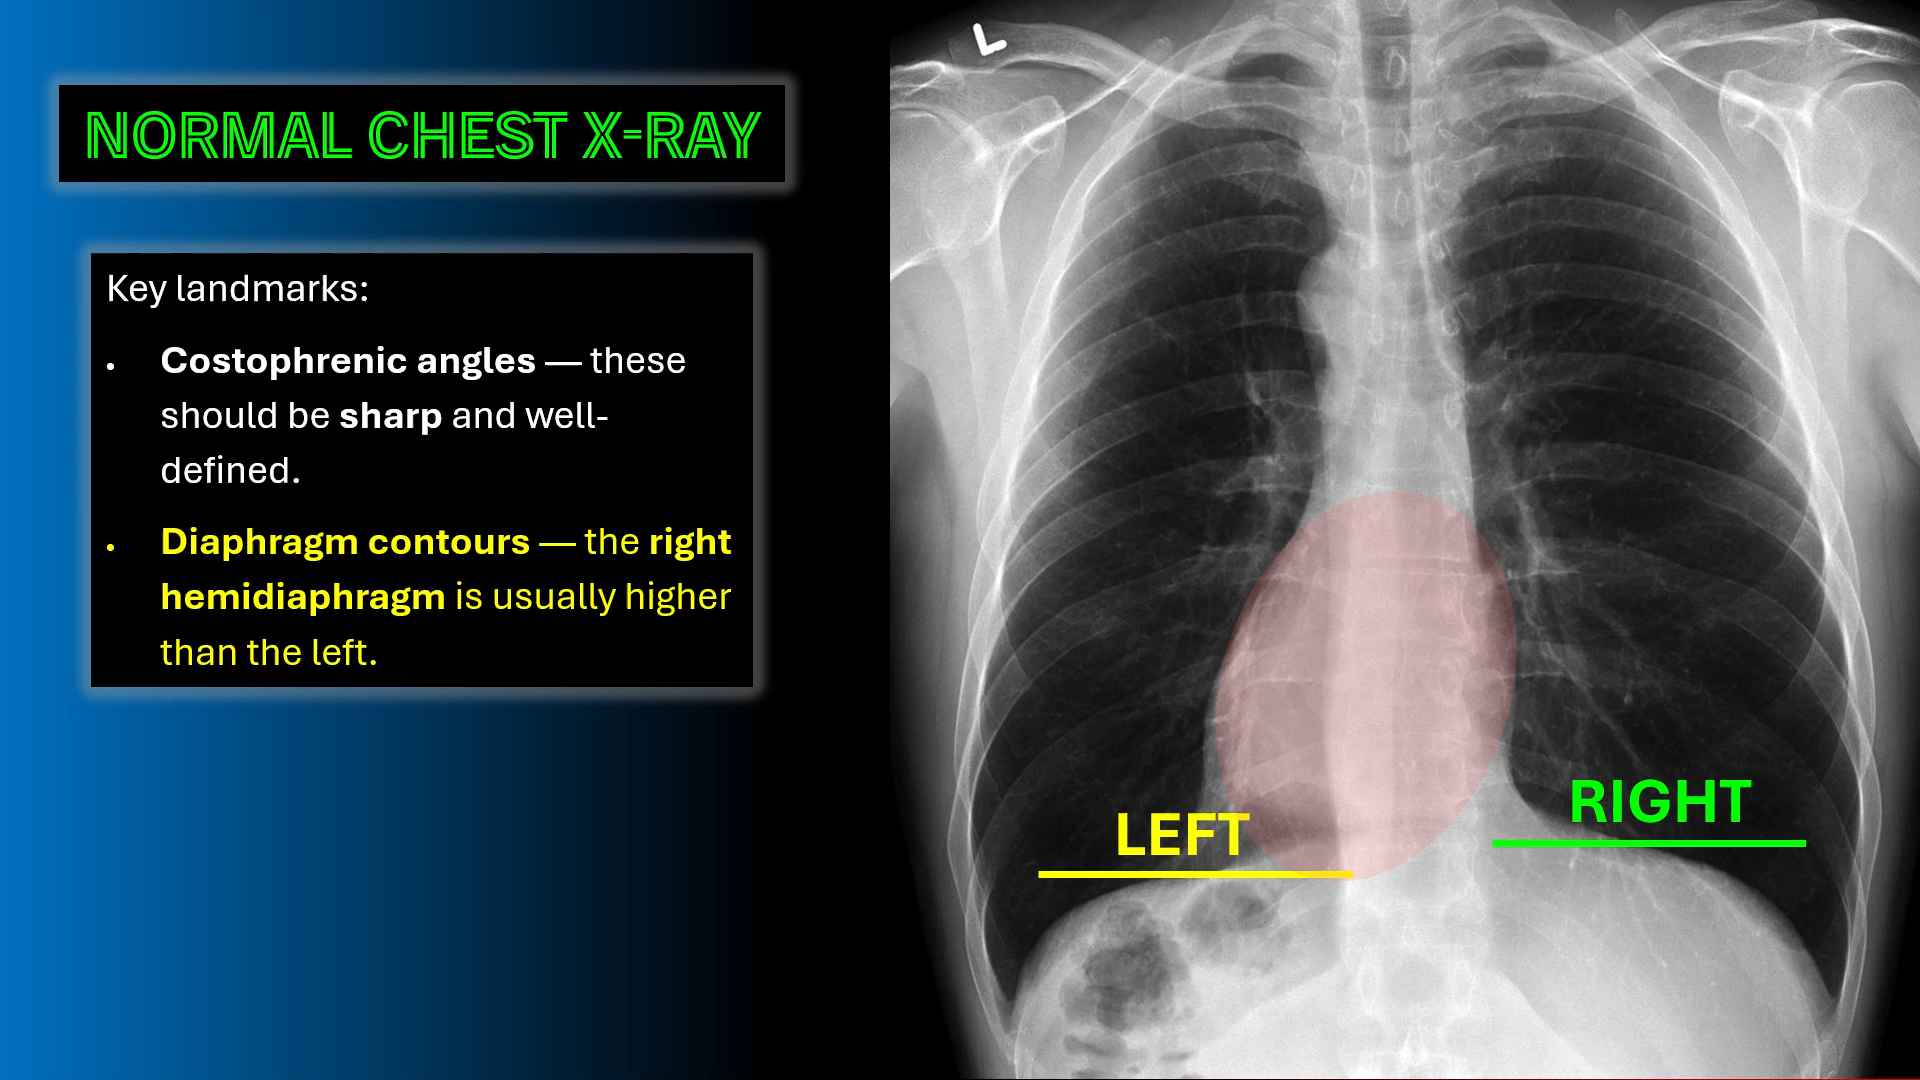 NORMAL CHEST X-RAY
Key landmarks:
• Costophrenic angles — these
should be sharp and well-
defined.
• Diaphragm contours — the right
hemidiaphragm is usually higher
than the left.
L
RIGHT
LEFT